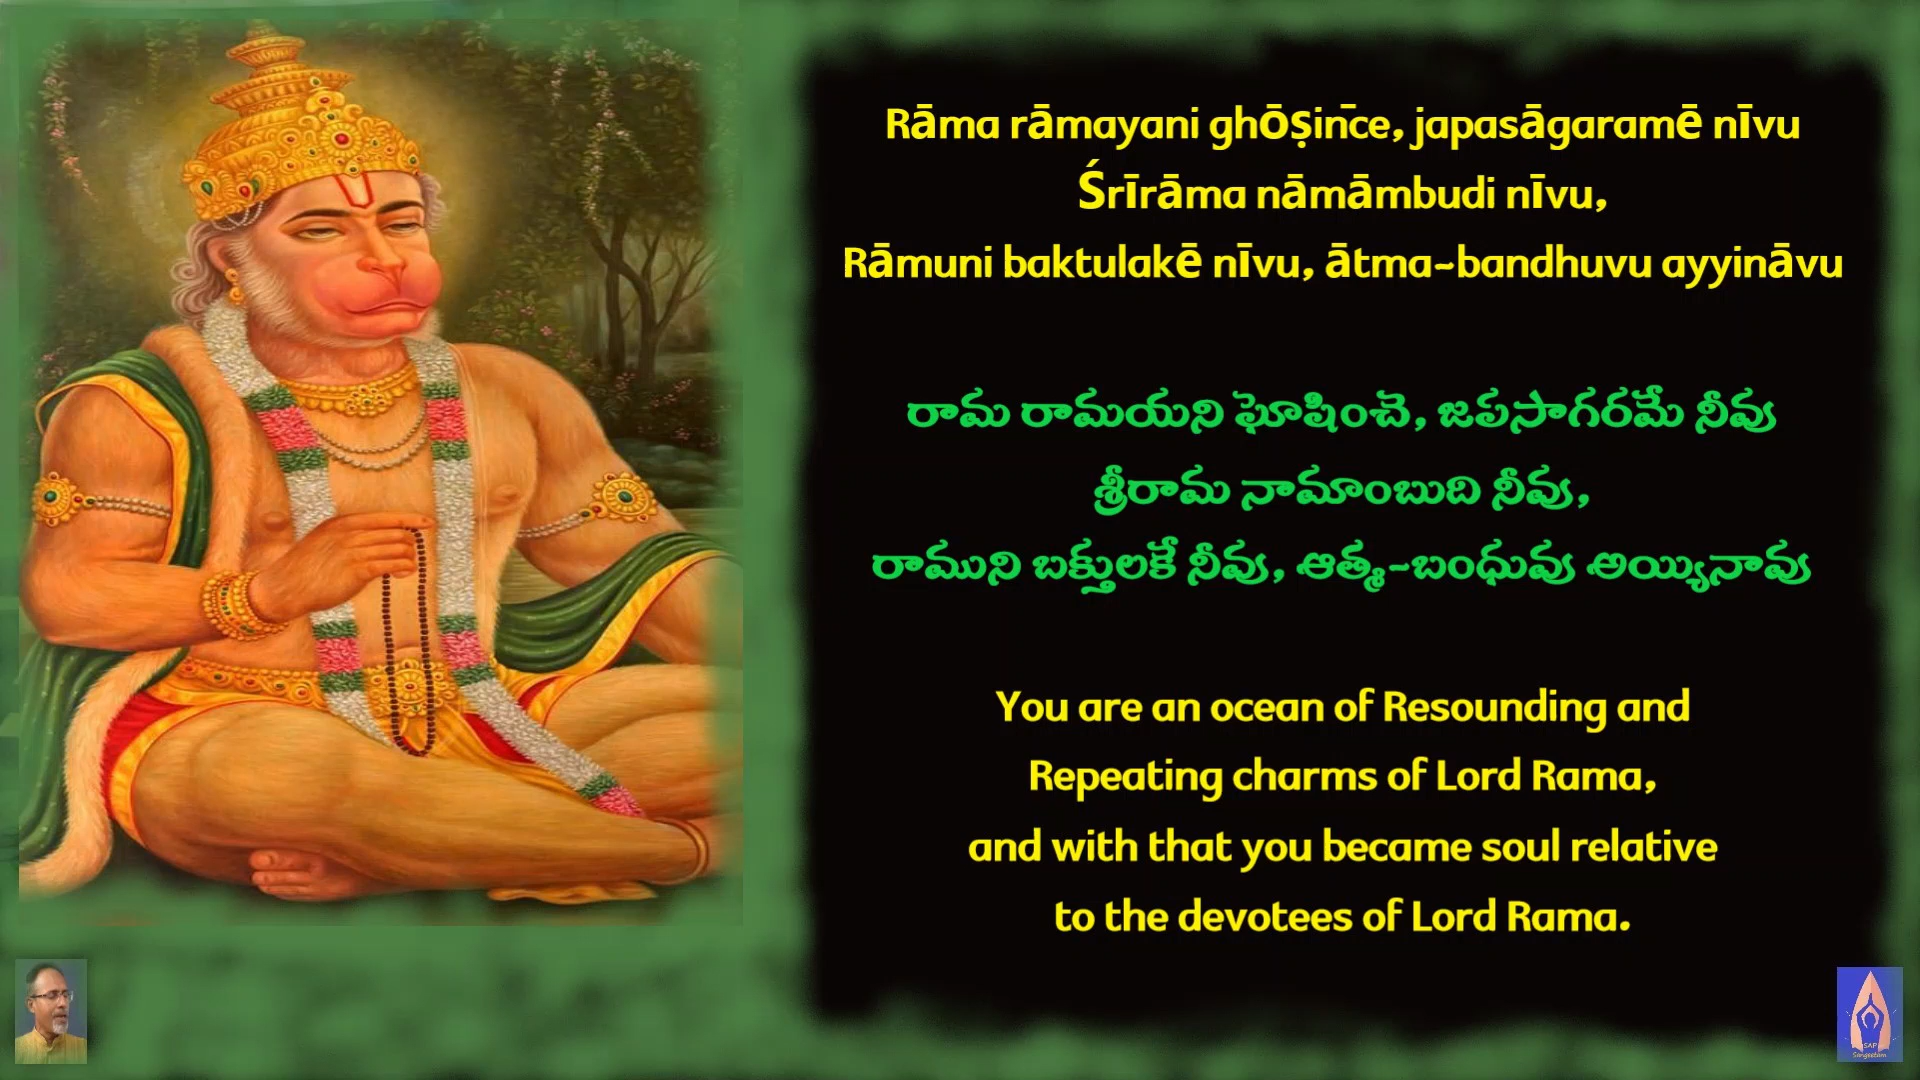 Rāma rāmayani ghōṣin̄ce, japasāgaramē nīvu
Śrīrāma nāmāmbudi nīvu,
Rāmuni baktulakē nīvu, ātma-bandhuvu ayyināvu
రామ రామయని ఘోషించె, జపసాగరమే నీవు
శ్రీరామ నామాంబుది నీవు,
రాముని బక్తులకే నీవు, ఆత్మ-బంధువు అయ్యినావు
You are an ocean of Resounding and
Repeating charms of Lord Rama,
and with that you became soul relative
to the devotees of Lord Rama.
SAP
Sangeetam